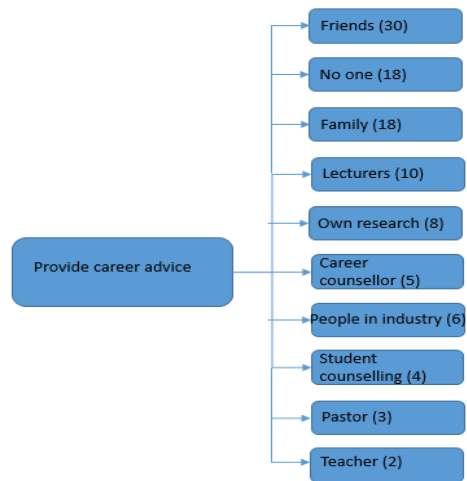 Friends (30)
No one (18)
Family (18)
Lecturers (10)
Own research (8)
Provide career advice
Career
counsellor (5)
People in industry (6)
Student
counselling (4)
Pastor (3)
Teacher (2)